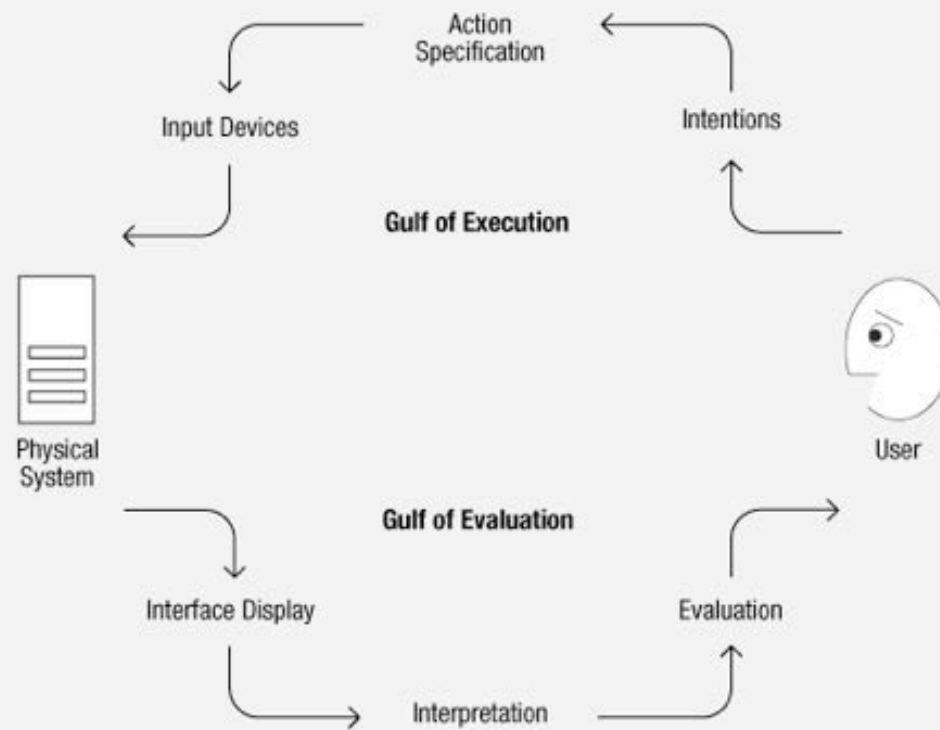 Action
Specification
Input Devices
Intentions
Gulf of Execution
Physical
System
User
Gulf of Evaluation
Interface Display
Evaluation
Interpretation